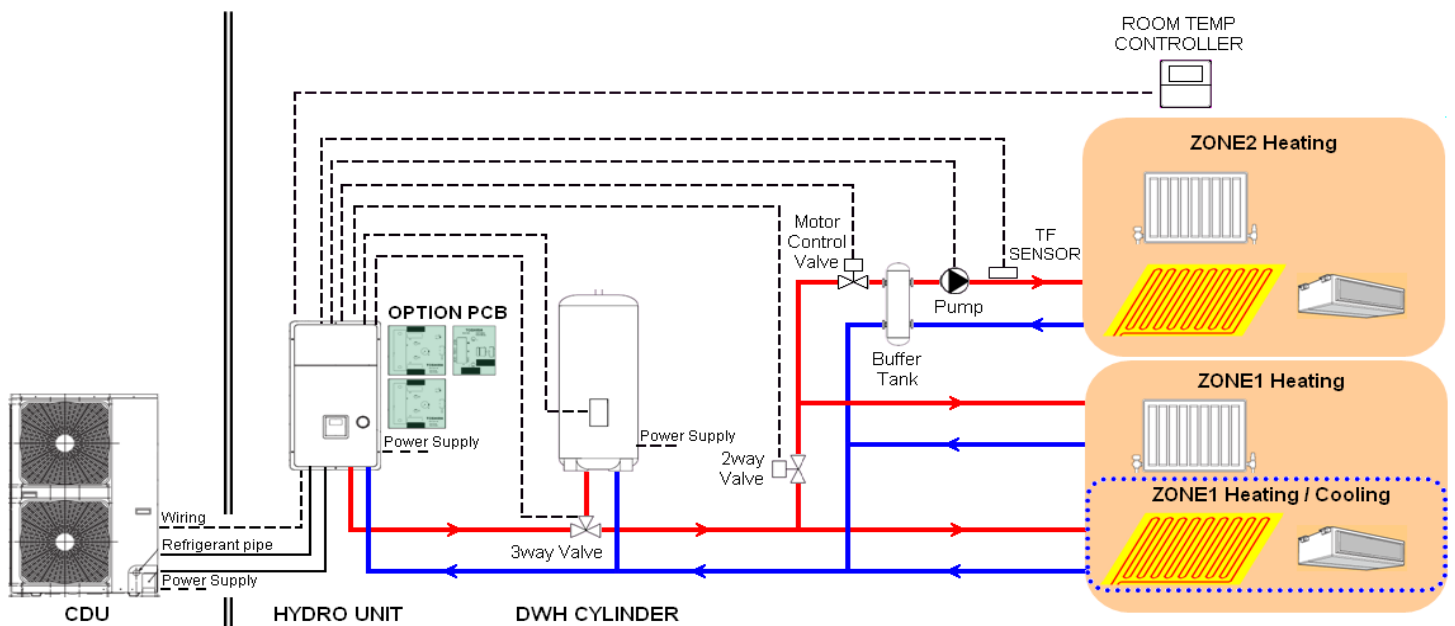 ROOM TEMP
CONTROLLER
ZONE2 Heating
Motor
Control
Valve
TF
SENSOR
Pump
Buffer
Tank
OPTION PCB
ZONE1 Heating
Power Supply
Power Supply
2way
Valve
ZONE1 Heating / Cooling
Wiring
3way Valve
Refrigerant pipe
Power Supply
CDU
HYDRO UNIT
DWH CYLINDER